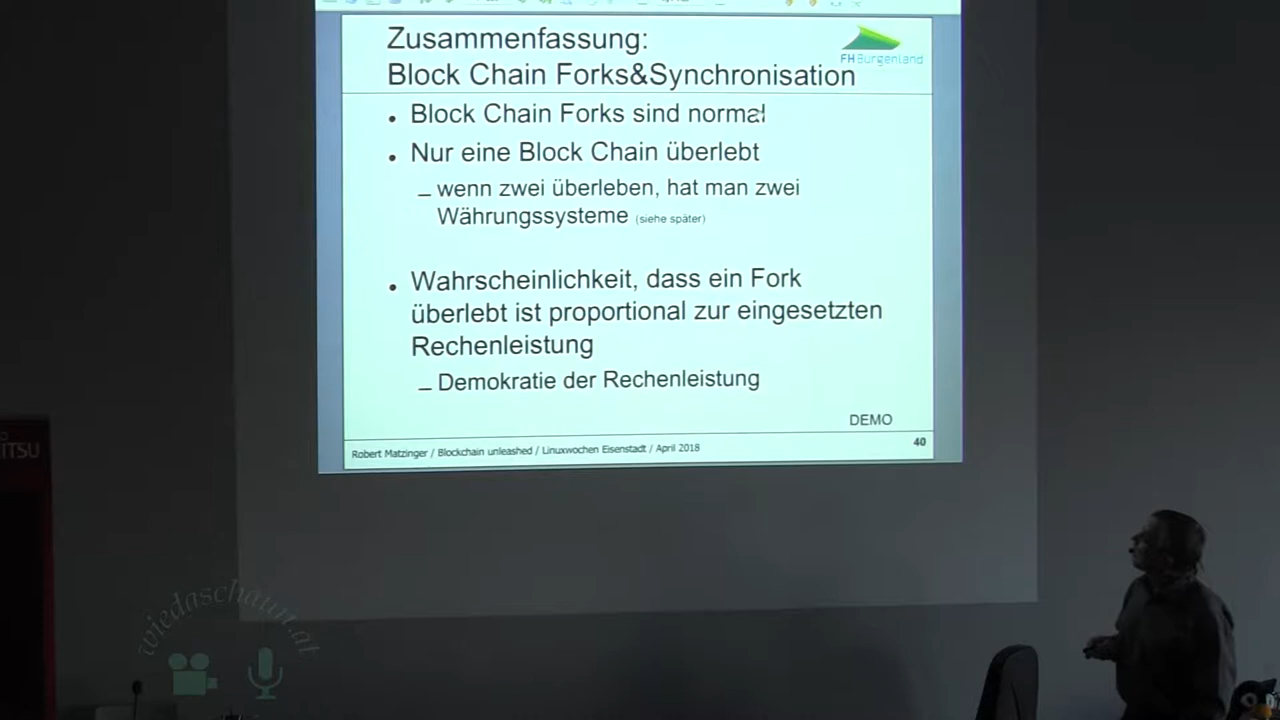 Zusammenfassung:
Block Chain Forks&Synchronisation
FH Burgenland
• Block Chain Forks sind normal
• Nur eine Block Chain überlebt
– wenn zwei überleben, hat man zwei
Währungssysteme (siehe später)
• Wahrscheinlichkeit, dass ein Fork
überlebt ist proportional zur eingesetzten
Rechenleistung
– Demokratie der Rechenleistung
DEMO
Robert Matzinger / Blockchain unleashed / Linuxwochen Eisenstadt / April 2018
40
wiedaschaun.at